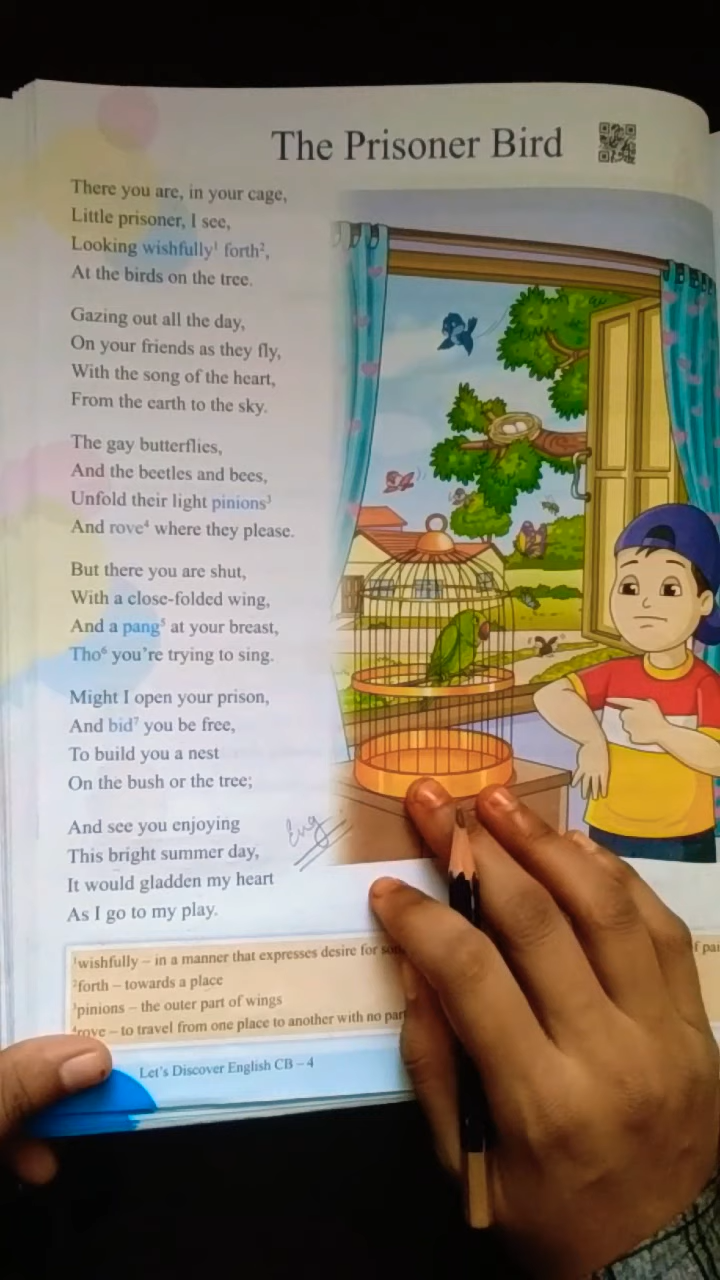 The Prisoner Bird
There you are, in your cage,
Little prisoner, I see,
Looking wishfully¹ forth²,
At the birds on the tree.
Gazing out all the day,
On your friends as they fly,
With the song of the heart,
From the earth to the sky.
The gay butterflies,
And the beetles and bees,
Unfold their light pinions³
And rove⁴ where they please.
But there you are shut,
With a close-folded wing,
And a pang⁵ at your breast,
Tho⁶ you're trying to sing.
Might I open your prison,
And bid⁷ you be free,
To build you a nest
On the bush or the tree;
And see you enjoying
This bright summer day,
It would gladden my heart
As I go to my play.
Eng
¹wishfully – in a manner that expresses desire for
²forth – towards a place
³pinions – the outer part of wings
⁴rove – to travel from one place to another with no
Let's Discover English CB – 4